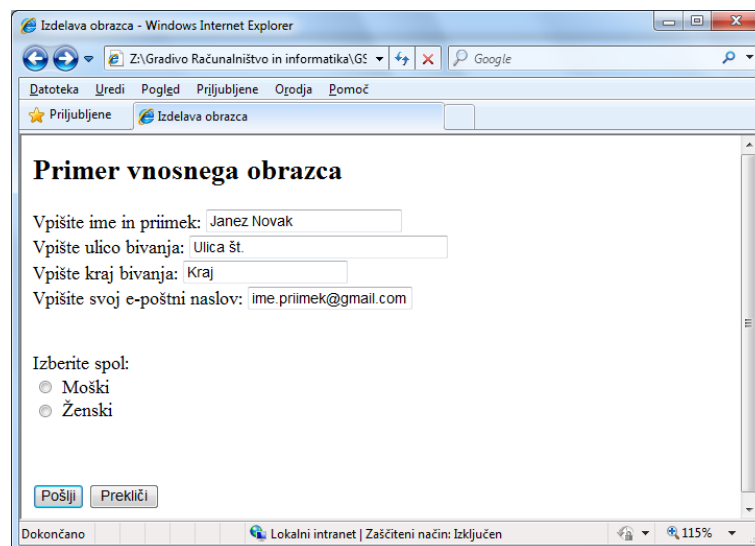 Izdelava obrazca - Windows Internet Explorer
Z:\Gradivo Računalništvo in informatika\GS
Google
Datoteka Uredi Pogled Priljubljene Orodja Pomoč
Priljubljene Izdelava obrazca
Primer vnosnega obrazca
Vpišite ime in priimek: Janez Novak
Vpište ulico bivanja: Ulica št.
Vpište kraj bivanja: Kraj
Vpišite svoj e-poštni naslov: ime.priimek@gmail.com
Izberite spol:
Moški
Ženski
Pošlji Prekliči
Dokončano Lokalni intranet | Zaščiteni način: Izključen 115%